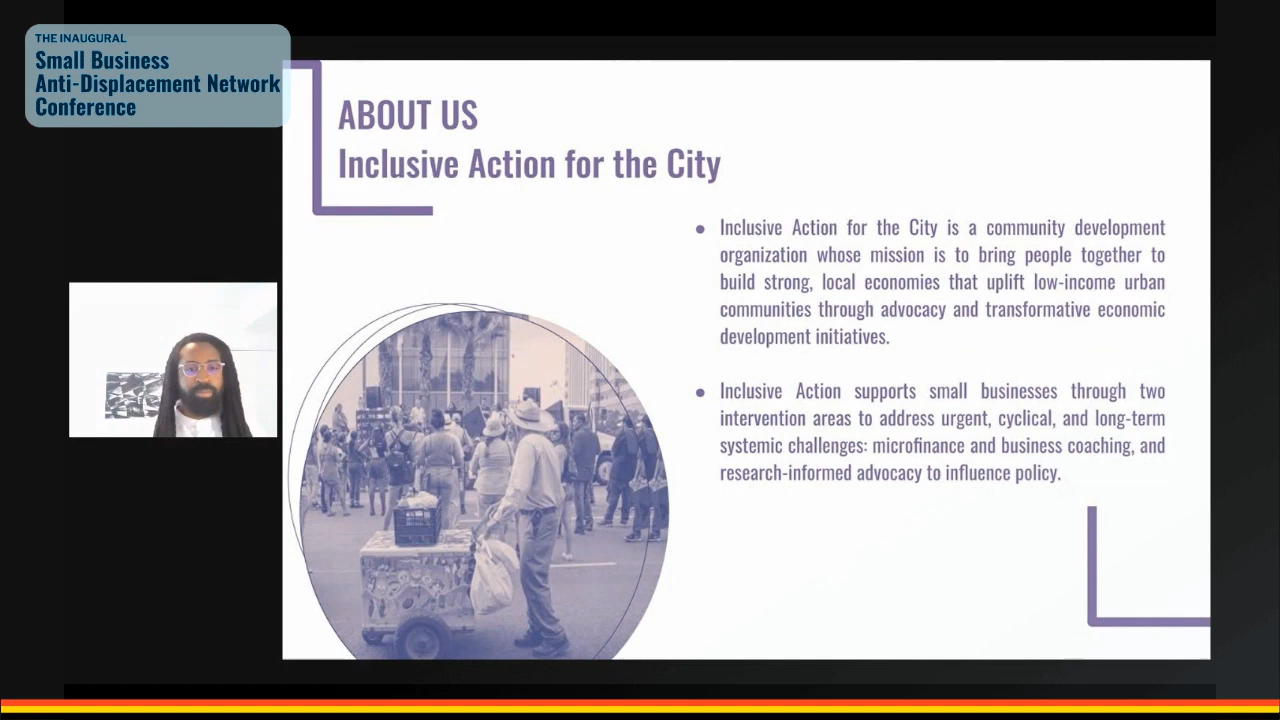 THE INAUGURAL
Small Business
Anti-Displacement Network
Conference
ABOUT US
Inclusive Action for the City
● Inclusive Action for the City is a community development
organization whose mission is to bring people together to
build strong, local economies that uplift low-income urban
communities through advocacy and transformative economic
development initiatives.
● Inclusive Action supports small businesses through two
intervention areas to address urgent, cyclical, and long-term
systemic challenges: microfinance and business coaching, and
research-informed advocacy to influence policy.